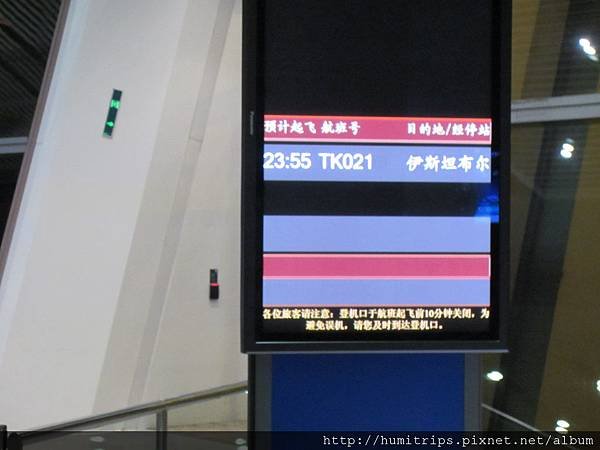 预计起飞 航班号 目的地/经停站
23:55 TK021 伊斯坦布尔
各位旅客请注意：登机口于航班起飞前10分钟关闭，为
避免误机，请您及时到达登机口。
http://humitrips.pixnet.net/album